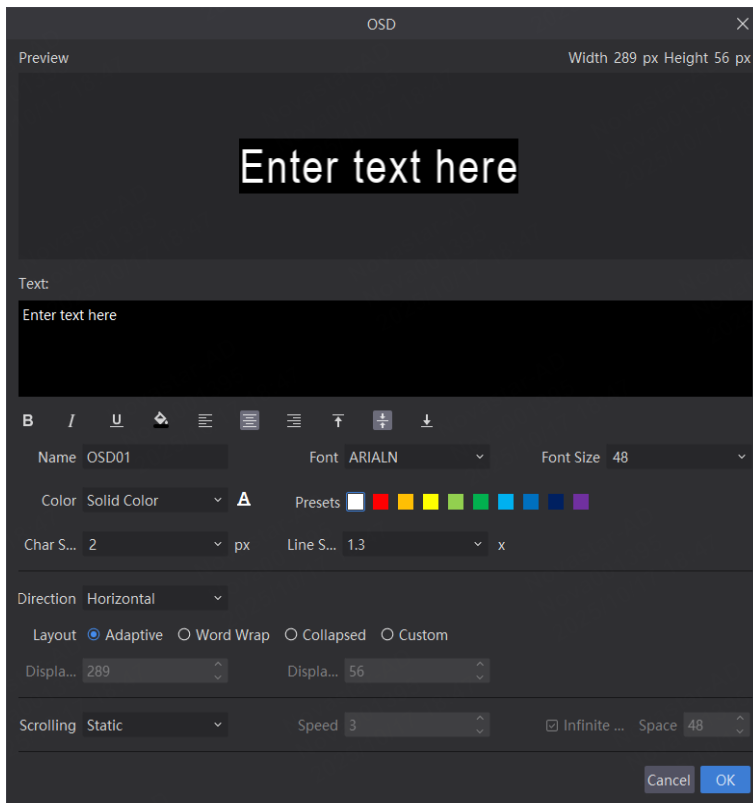 OSD
Preview Width 289 px Height 56 px
Enter text here
Text:
Enter text here
B I U A
Name OSD01 Font ARIALN Font Size 48
Color Solid Color A Presets
Char S... 2 px Line S... 1.3 x
Direction Horizontal
Layout Adaptive Word Wrap Collapsed Custom
Displa... 289 Displa... 56
Scrolling Static Speed 3 Infinite ... Space 48
Cancel OK